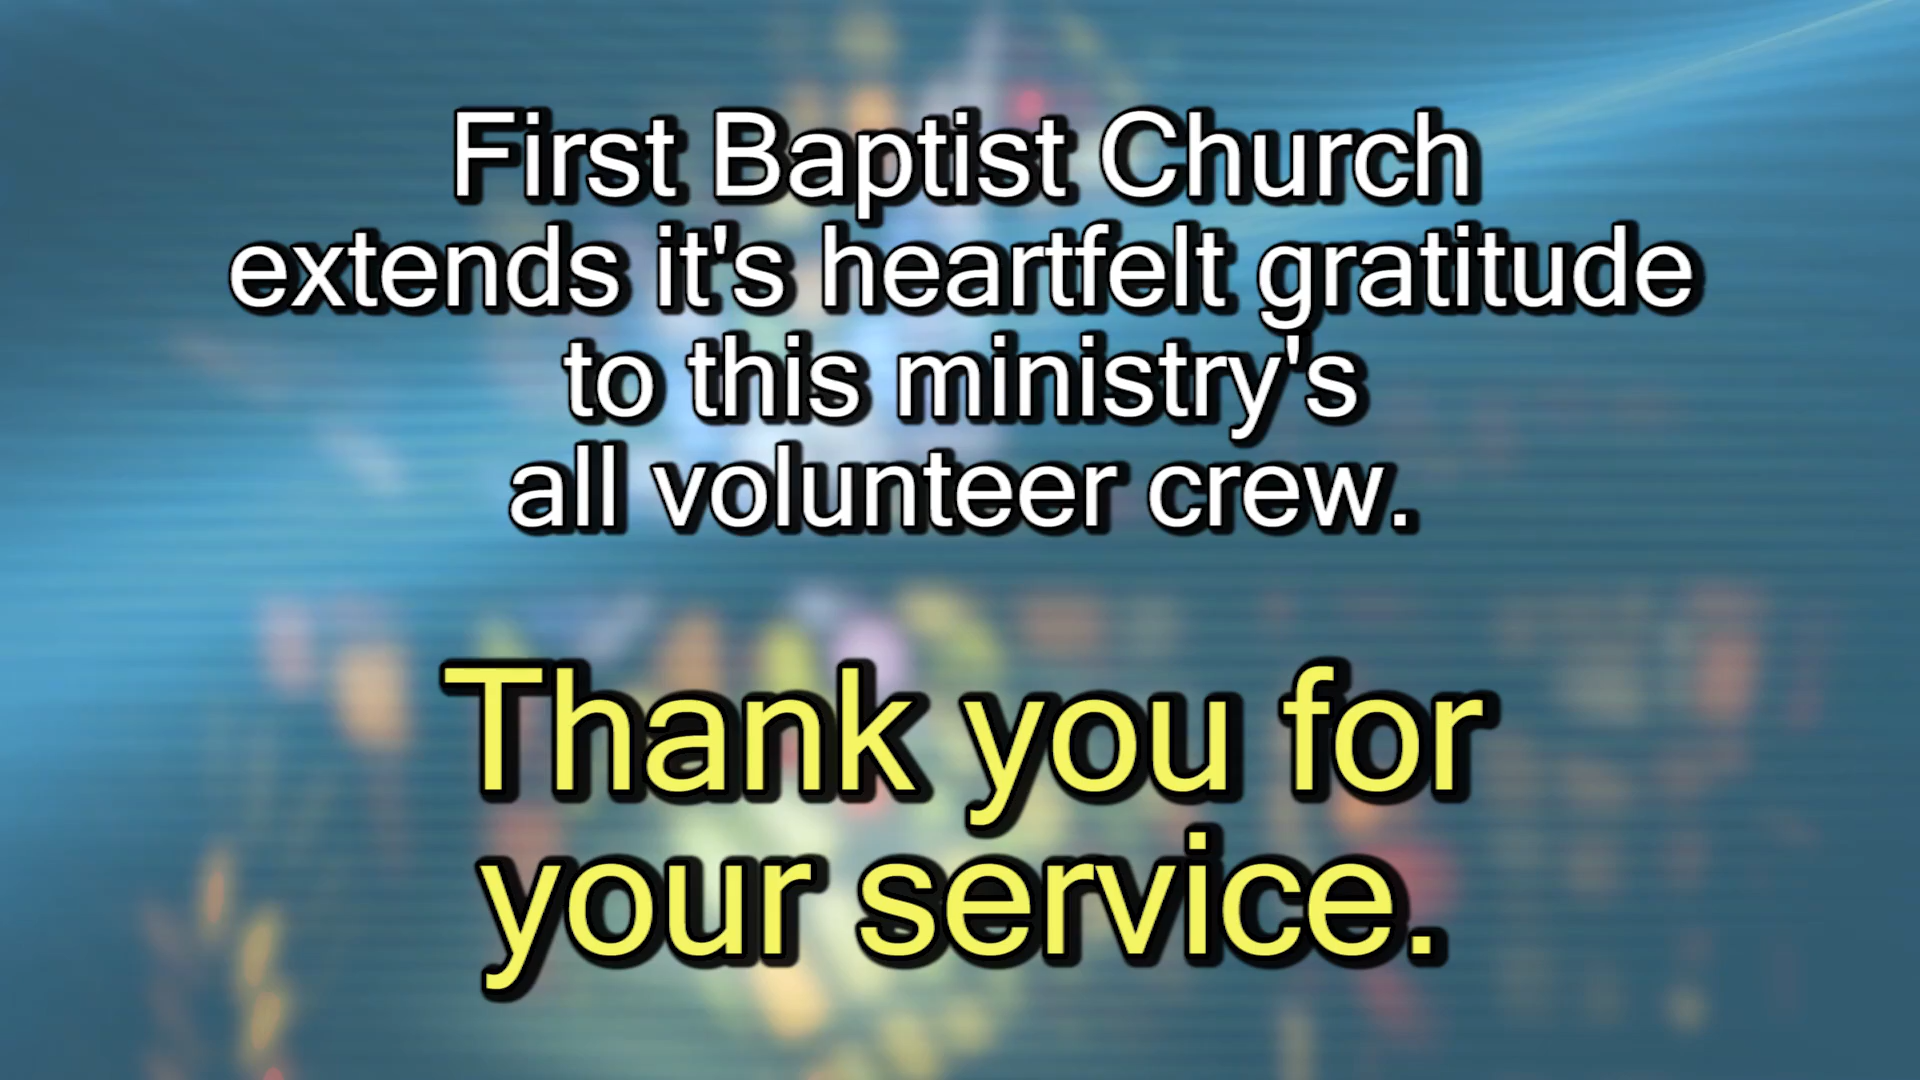 First Baptist Church
extends it's heartfelt gratitude
to this ministry's
all volunteer crew.
Thank you for
your service.